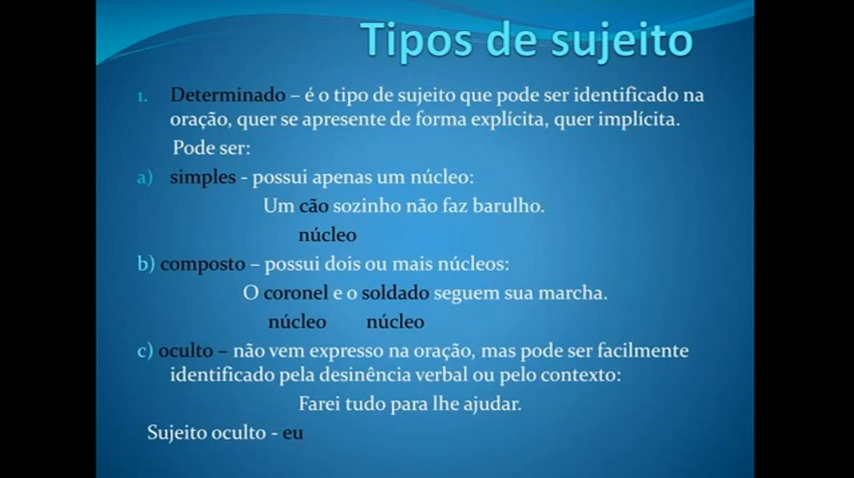 Tipos de sujeito
1. Determinado – é o tipo de sujeito que pode ser identificado na
oração, quer se apresente de forma explícita, quer implícita.
Pode ser:
a) simples - possui apenas um núcleo:
Um cão sozinho não faz barulho.
núcleo
b) composto – possui dois ou mais núcleos:
O coronel e o soldado seguem sua marcha.
núcleo núcleo
c) oculto – não vem expresso na oração, mas pode ser facilmente
identificado pela desinência verbal ou pelo contexto:
Farei tudo para lhe ajudar.
Sujeito oculto - eu